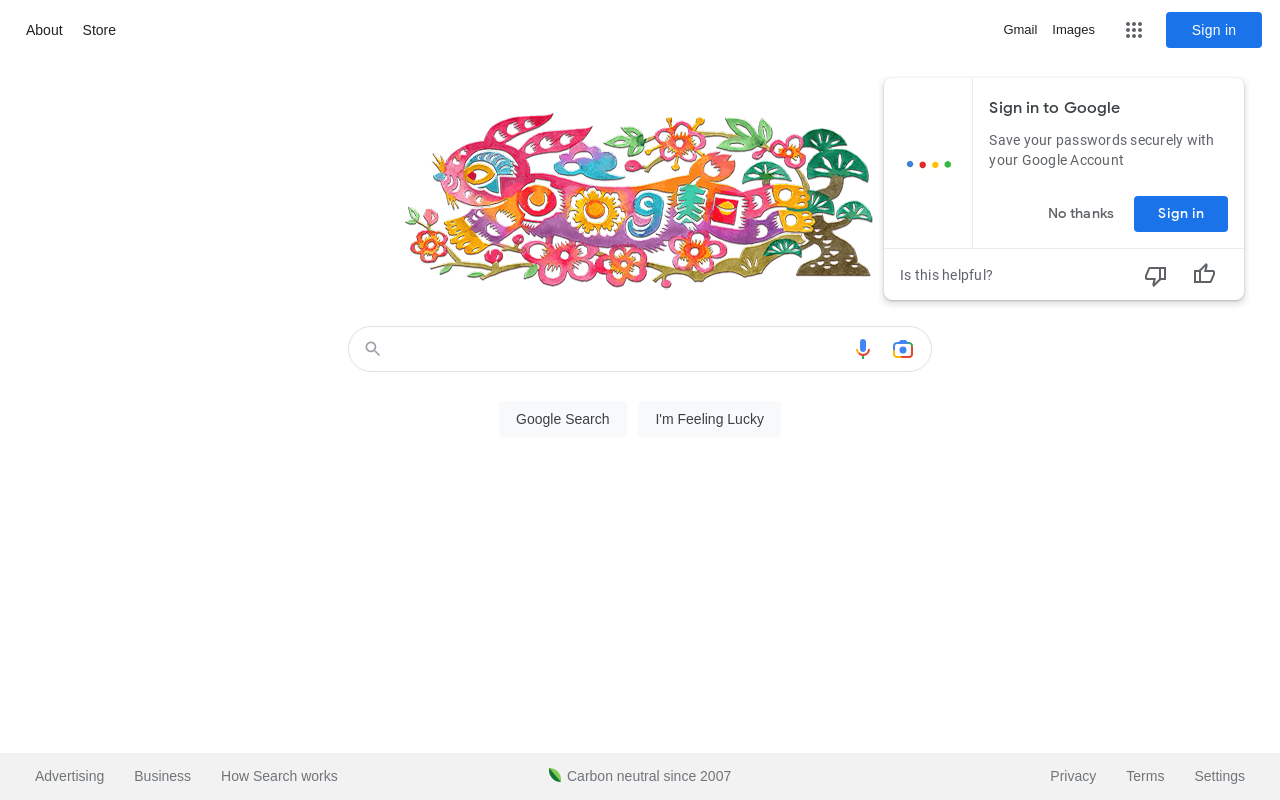 About Store
Gmail Images Sign in
Sign in to Google
Save your passwords securely with
your Google Account
No thanks Sign in
Is this helpful?
Google Search I'm Feeling Lucky
Advertising Business How Search works
Carbon neutral since 2007
Privacy Terms Settings